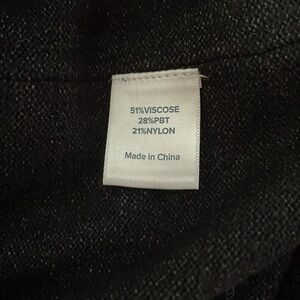 51%VISCOSE
28%PBT
21%NYLON
Made in China